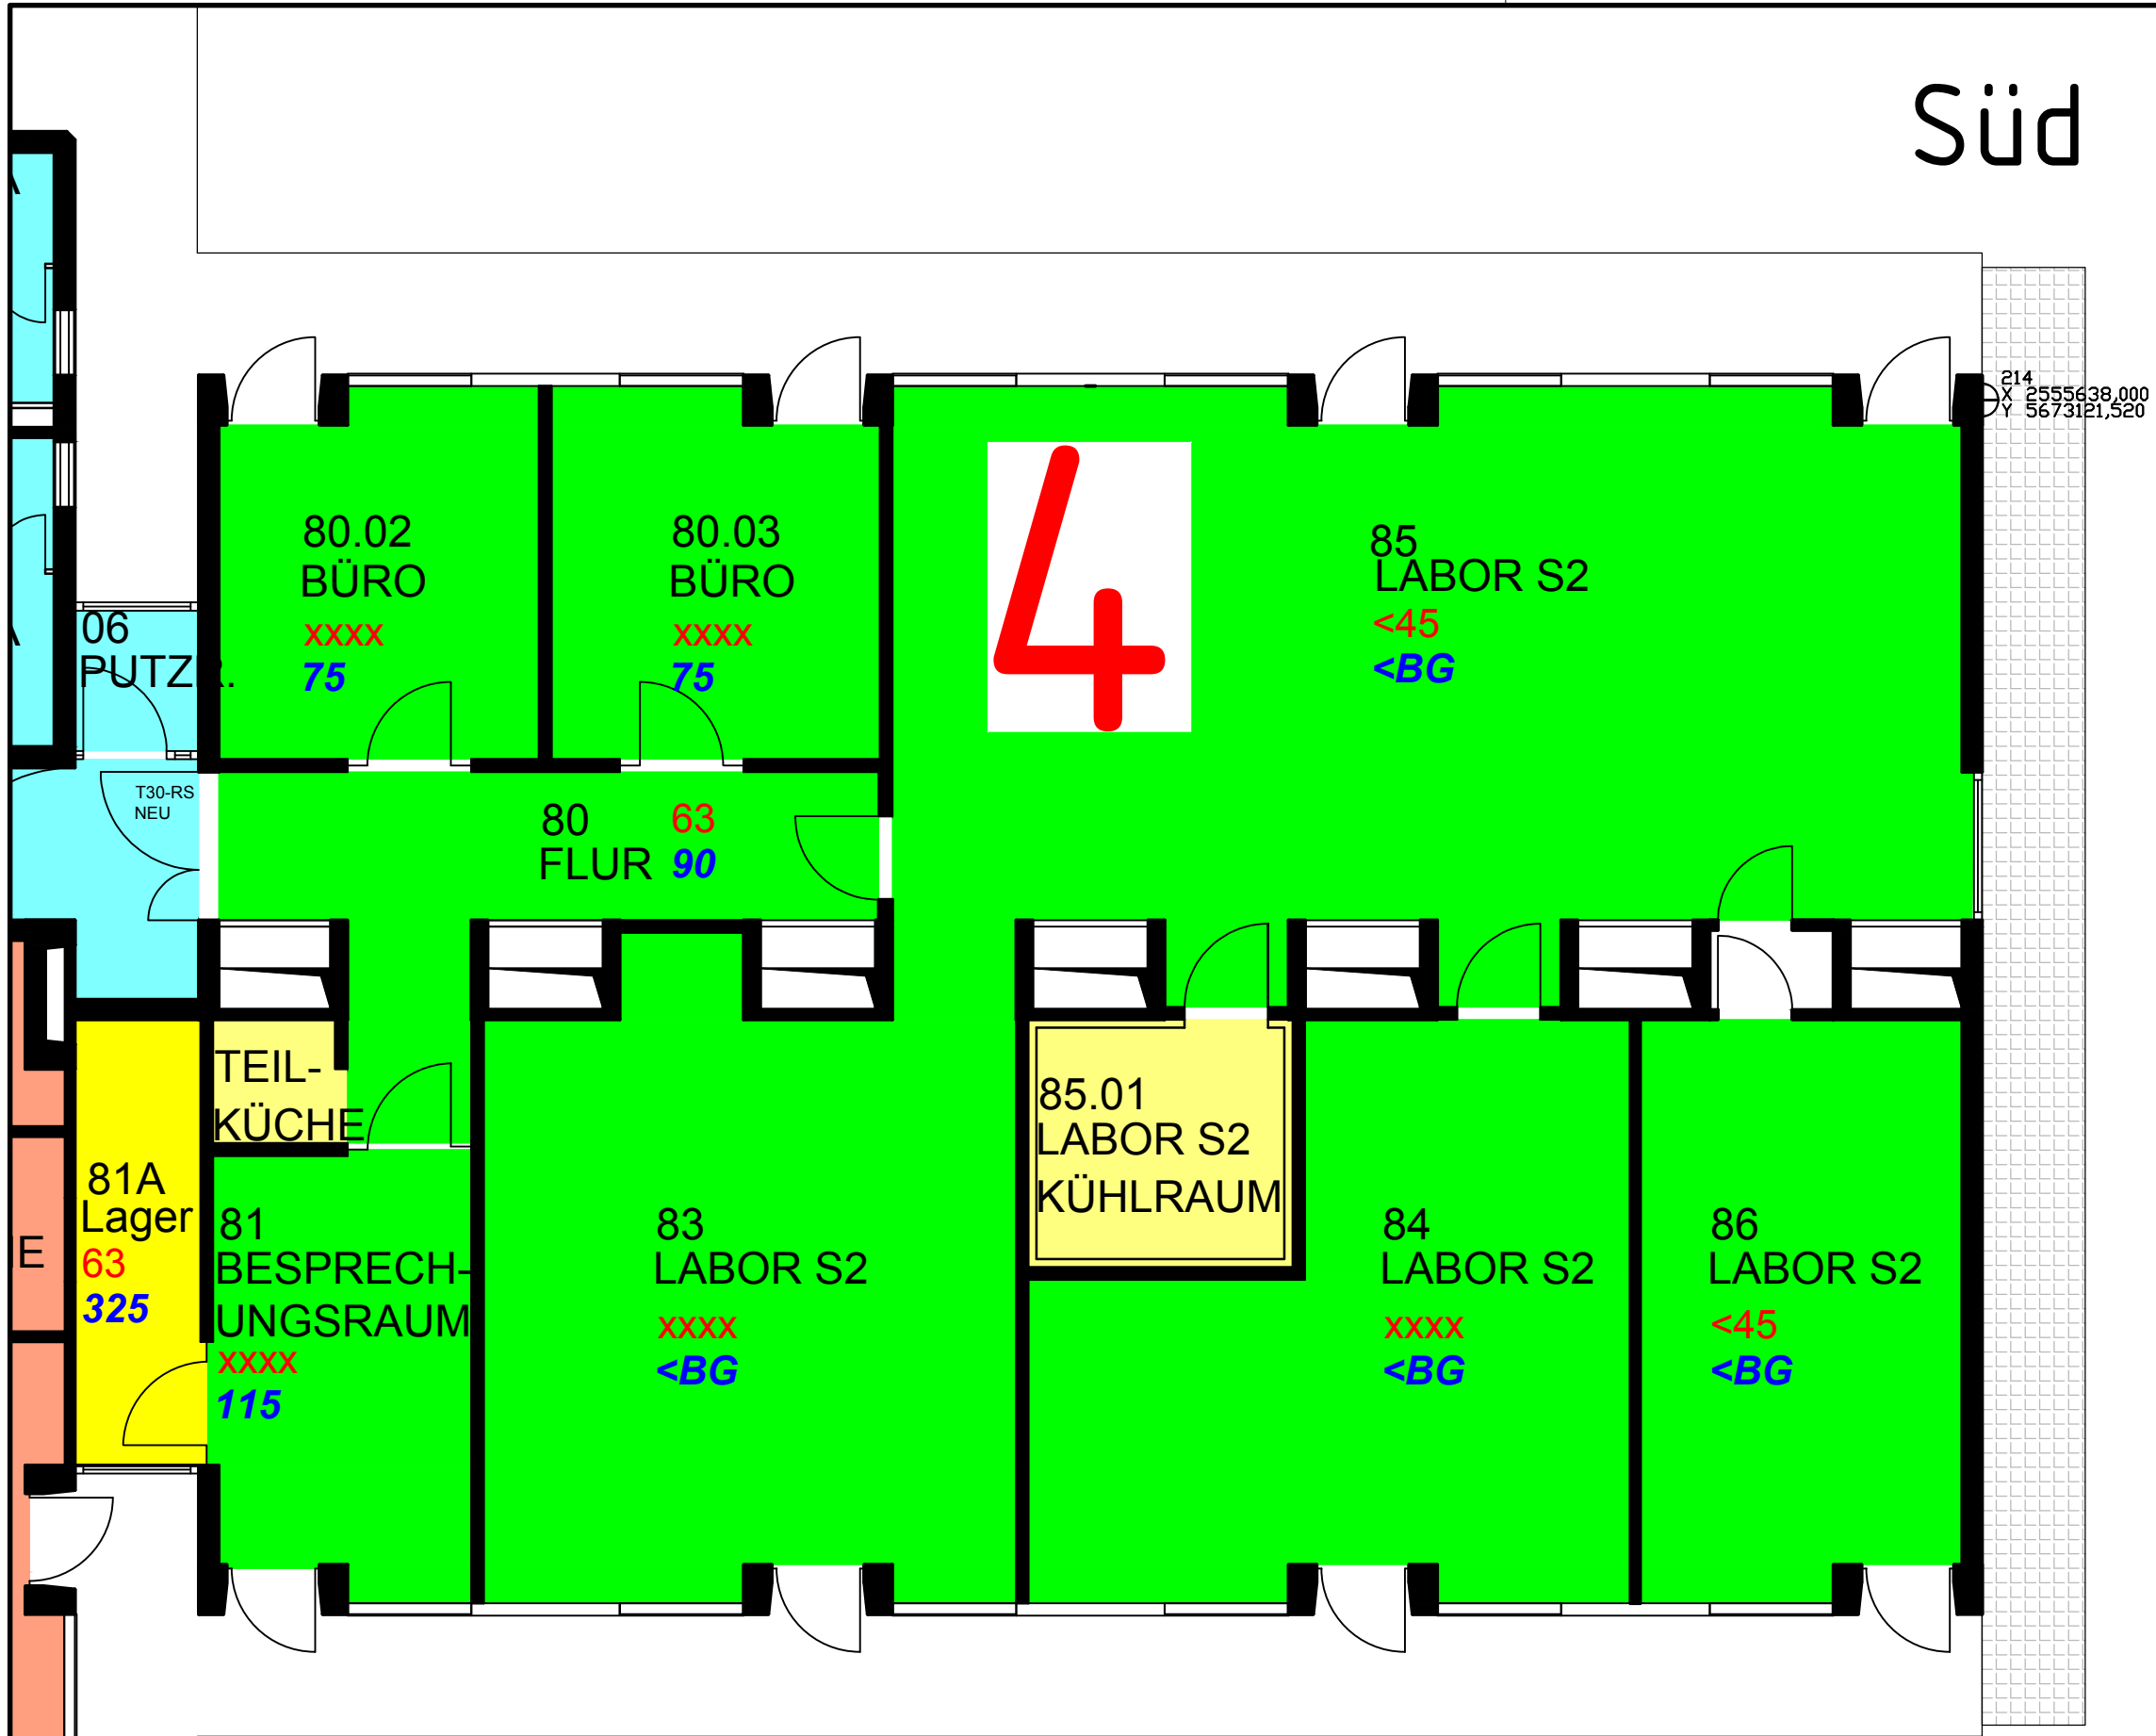 Süd
214
X 2555638,000
Y 5673121,520
80.02
BÜRO
xxxx
75
80.03
BÜRO
xxxx
75
4
85
LABOR S2
<45
<BG
06
PUTZR.
T30-RS
NEU
80 63
FLUR 90
TEIL-
KÜCHE
85.01
LABOR S2
KÜHLRAUM
81A
Lager
63
325
81
BESPRECH-
UNGSRAUM
xxxx
115
83
LABOR S2
xxxx
<BG
84
LABOR S2
xxxx
<BG
86
LABOR S2
<45
<BG